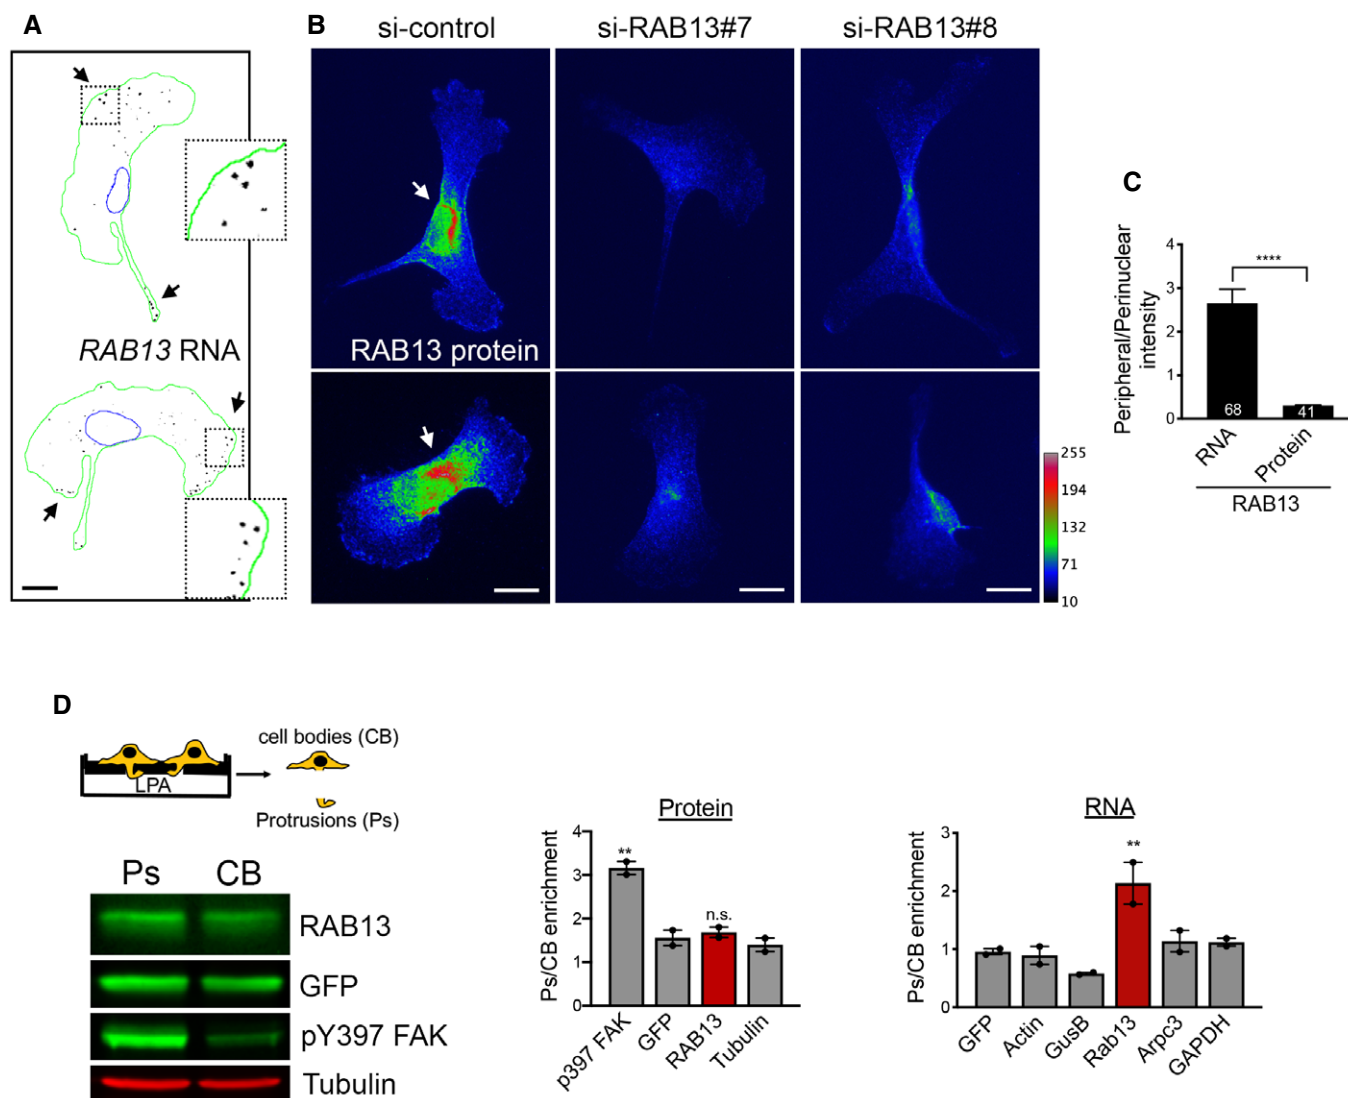 A
RAB13 RNA
B
si-control
si-RAB13#7
si-RAB13#8
RAB13 protein
255
194
132
71
10
C
Peripheral/Perinuclear
intensity
4
3
2
1
0
****
68
41
RNA
Protein
RAB13
D
cell bodies (CB)
LPA
Protrusions (Ps)
Ps CB
RAB13
GFP
pY397 FAK
Tubulin
Protein
Ps/CB enrichment
4
3
2
1
0
**
n.s.
p397 FAK
GFP
RAB13
Tubulin
RNA
Ps/CB enrichment
3
2
1
0
**
GFP
Actin
GusB
Rab13
Arpc3
GAPDH